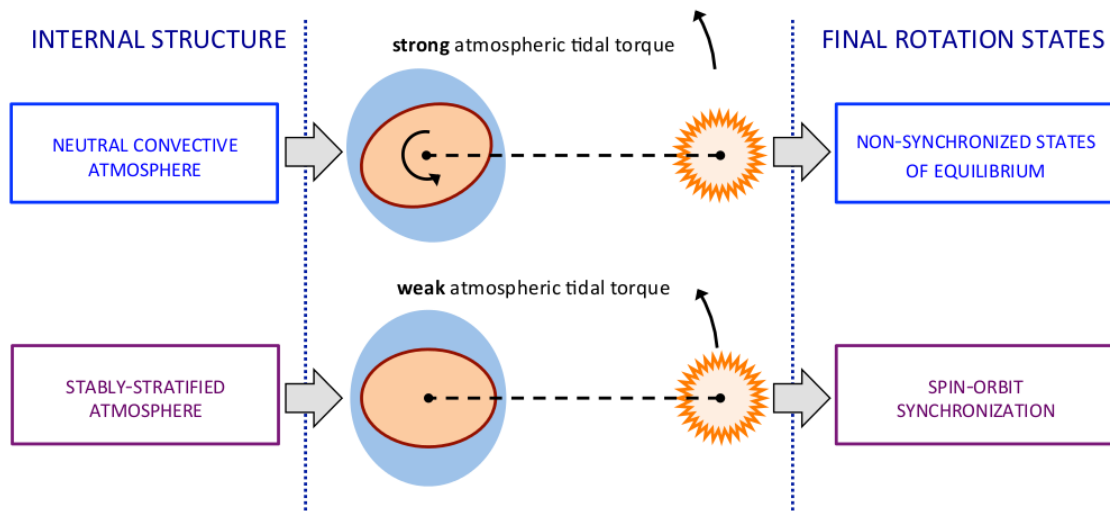 INTERNAL STRUCTURE
strong atmospheric tidal torque
FINAL ROTATION STATES
NEUTRAL CONVECTIVE
ATMOSPHERE
NON-SYNCHRONIZED STATES
OF EQUILIBRIUM
weak atmospheric tidal torque
STABLY-STRATIFIED
ATMOSPHERE
SPIN-ORBIT
SYNCHRONIZATION